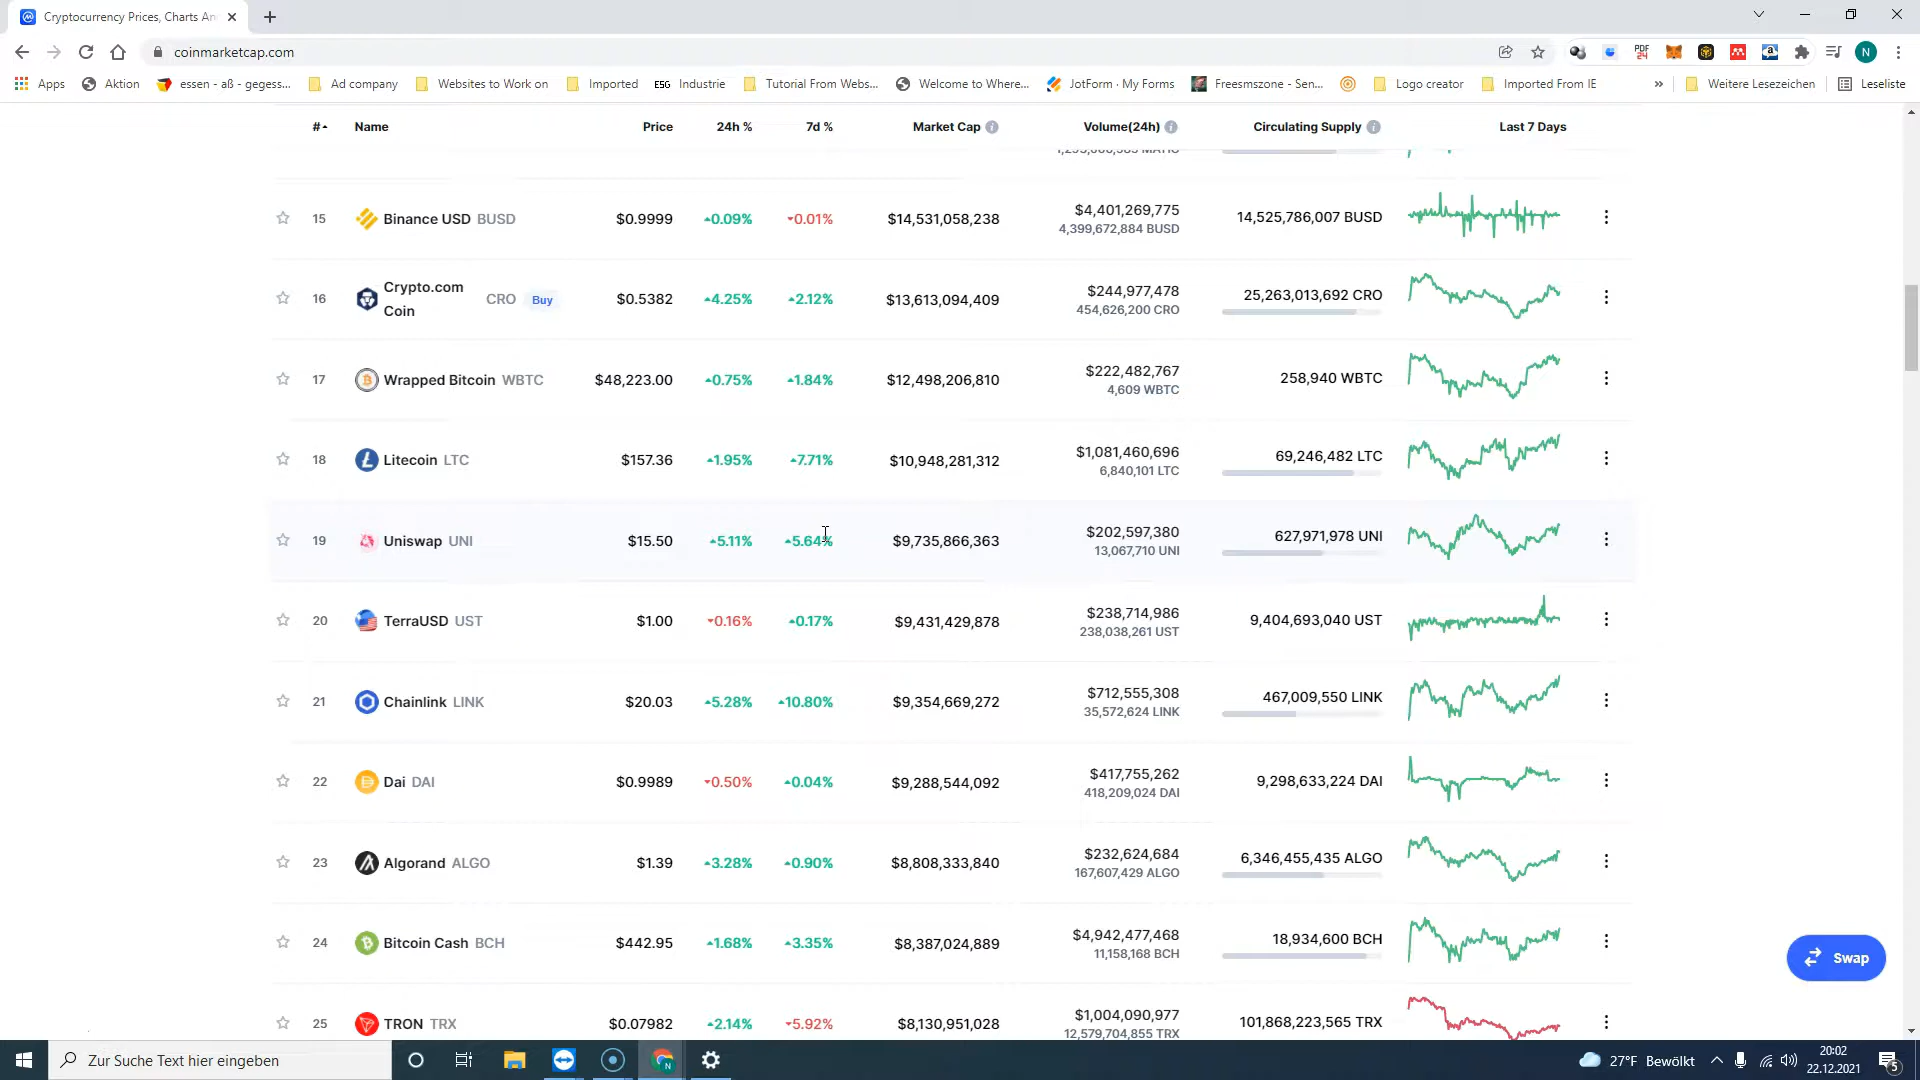 Cryptocurrency Prices, Charts An
coinmarketcap.com
PDF 24
N
Apps
Aktion
essen - aß - gegess...
Ad company
Websites to Work on
Imported
ESG Industrie
Tutorial From Webs...
Welcome to Where...
JotForm · My Forms
Freesmszone - Sen...
Logo creator
Imported From IE
»
Weitere Lesezeichen
Leseliste
# Name Price 24h % 7d % Market Cap Volume(24h) Circulating Supply Last 7 Days
15 Binance USD BUSD $0.9999 0.09% 0.01% $14,531,058,238 $4,401,269,775 14,525,786,007 BUSD
4,399,672,884 BUSD
16 Crypto.com Coin CRO Buy $0.5382 4.25% 2.12% $13,613,094,409 $244,977,478 25,263,013,692 CRO
454,626,200 CRO
17 Wrapped Bitcoin WBTC $48,223.00 0.75% 1.84% $12,498,206,810 $222,482,767 258,940 WBTC
4,609 WBTC
18 Litecoin LTC $157.36 1.95% 7.71% $10,948,281,312 $1,081,460,696 69,246,482 LTC
6,840,101 LTC
19 Uniswap UNI $15.50 5.11% 5.64% $9,735,866,363 $202,597,380 627,971,978 UNI
13,067,710 UNI
20 TerraUSD UST $1.00 0.16% 0.17% $9,431,429,878 $238,714,986 9,404,693,040 UST
238,038,261 UST
21 Chainlink LINK $20.03 5.28% 10.80% $9,354,669,272 $712,555,308 467,009,550 LINK
35,572,624 LINK
22 Dai DAI $0.9989 0.50% 0.04% $9,288,544,092 $417,755,262 9,298,633,224 DAI
418,209,024 DAI
23 Algorand ALGO $1.39 3.28% 0.90% $8,808,333,840 $232,624,684 6,346,455,435 ALGO
167,607,429 ALGO
24 Bitcoin Cash BCH $442.95 1.68% 3.35% $8,387,024,889 $4,942,477,468 18,934,600 BCH
11,158,168 BCH
Swap
25 TRON TRX $0.07982 2.14% 5.92% $8,130,951,028 $1,004,090,977 101,868,223,565 TRX
12,579,704,855 TRX
Zur Suche Text hier eingeben
27°F Bewölkt
20:02
22.12.2021
5